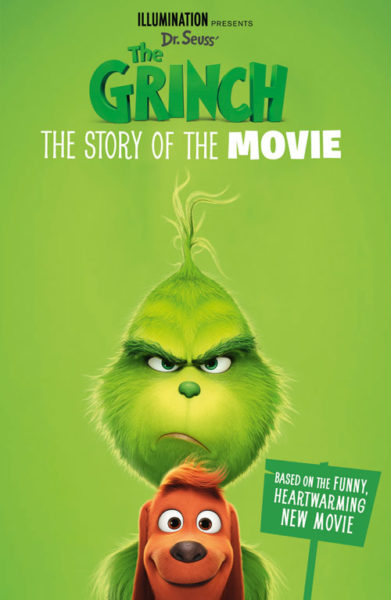 ILLUMINATION PRESENTS
Dr. Seuss'
The
GRINCH
THE STORY OF THE MOVIE
BASED ON THE FUNNY,
HEARTWARMING
NEW MOVIE